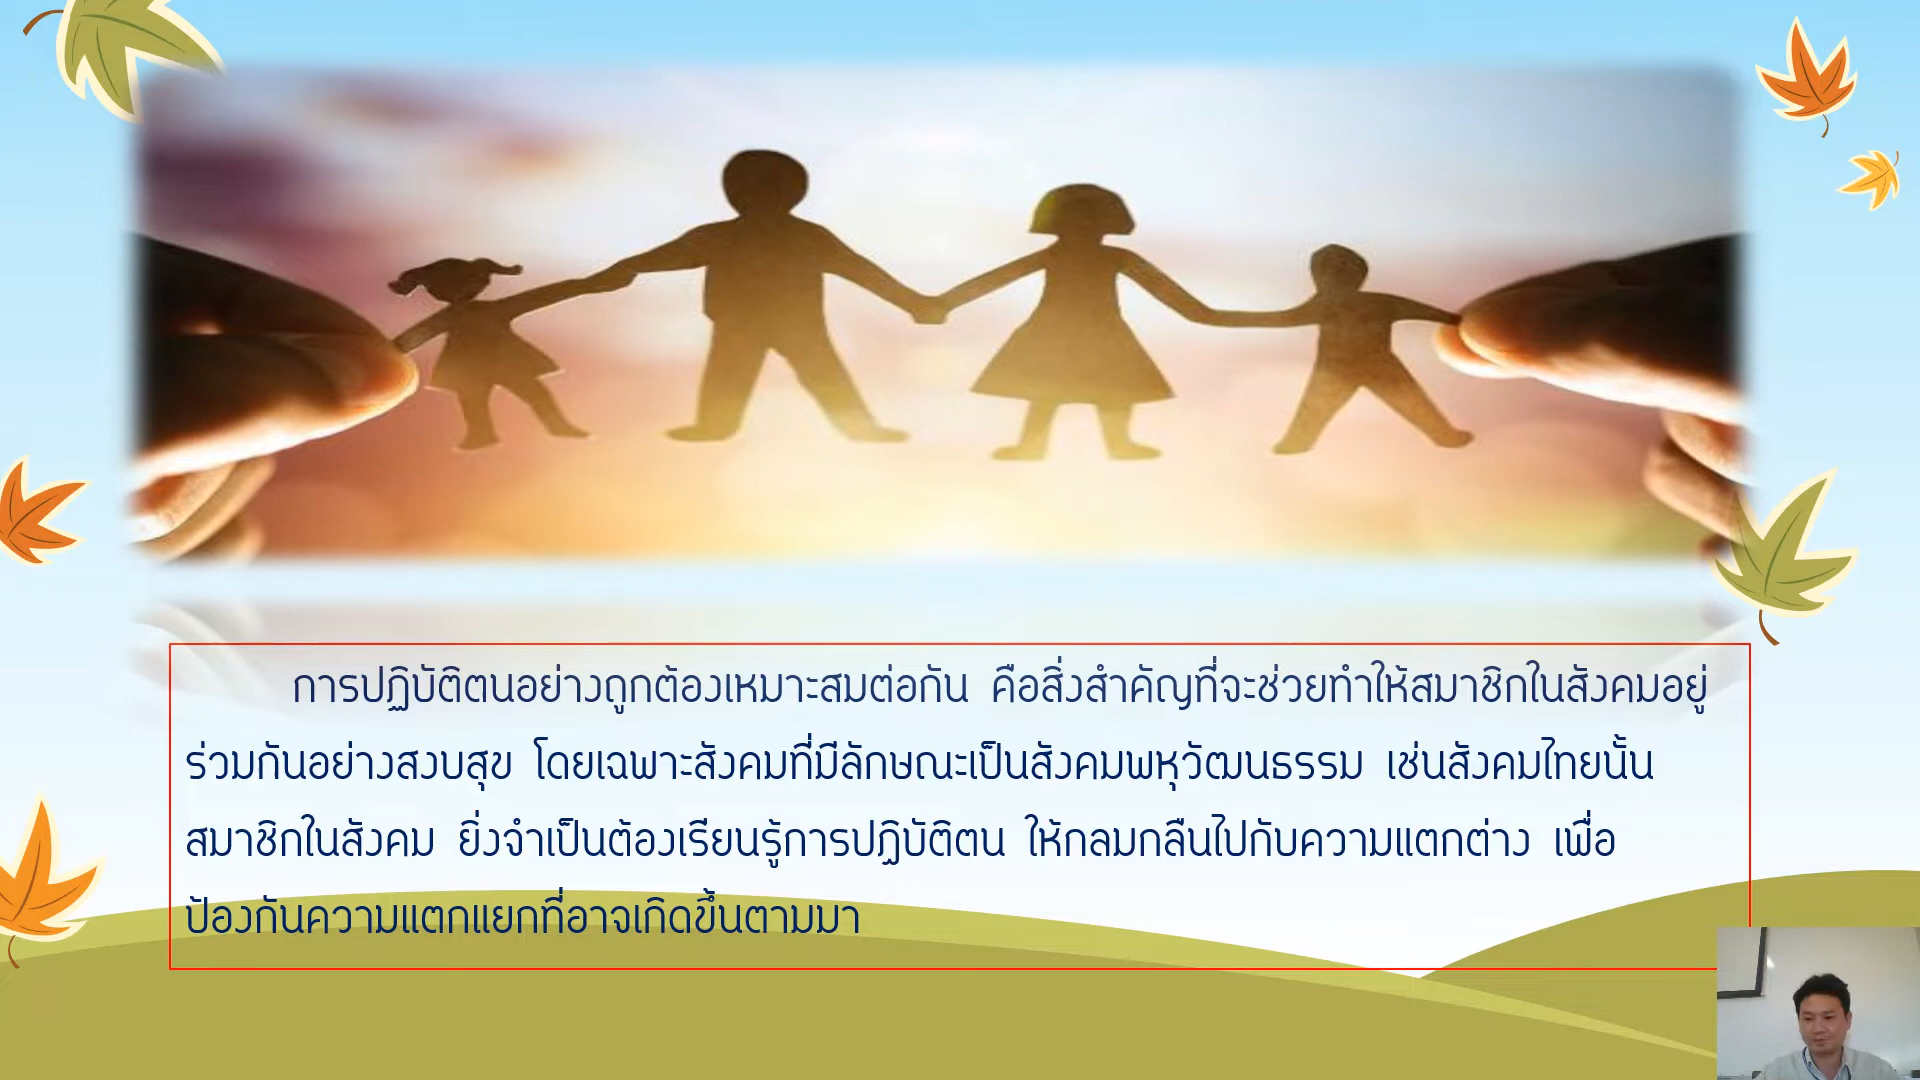 การปฏิบัติตนอย่างถูกต้องเหมาะสมต่อกัน คือสิ่งสำคัญที่จะช่วยทำให้สมาชิกในสังคมอยู่
ร่วมกันอย่างสงบสุข โดยเฉพาะสังคมที่มีลักษณะเป็นสังคมพหุวัฒนธรรม เช่นสังคมไทยนั้น
สมาชิกในสังคม ยิ่งจำเป็นต้องเรียนรู้การปฏิบัติตน ให้กลมกลืนไปกับความแตกต่าง เพื่อ
ป้องกันความแตกแยกที่อาจเกิดขึ้นตามมา